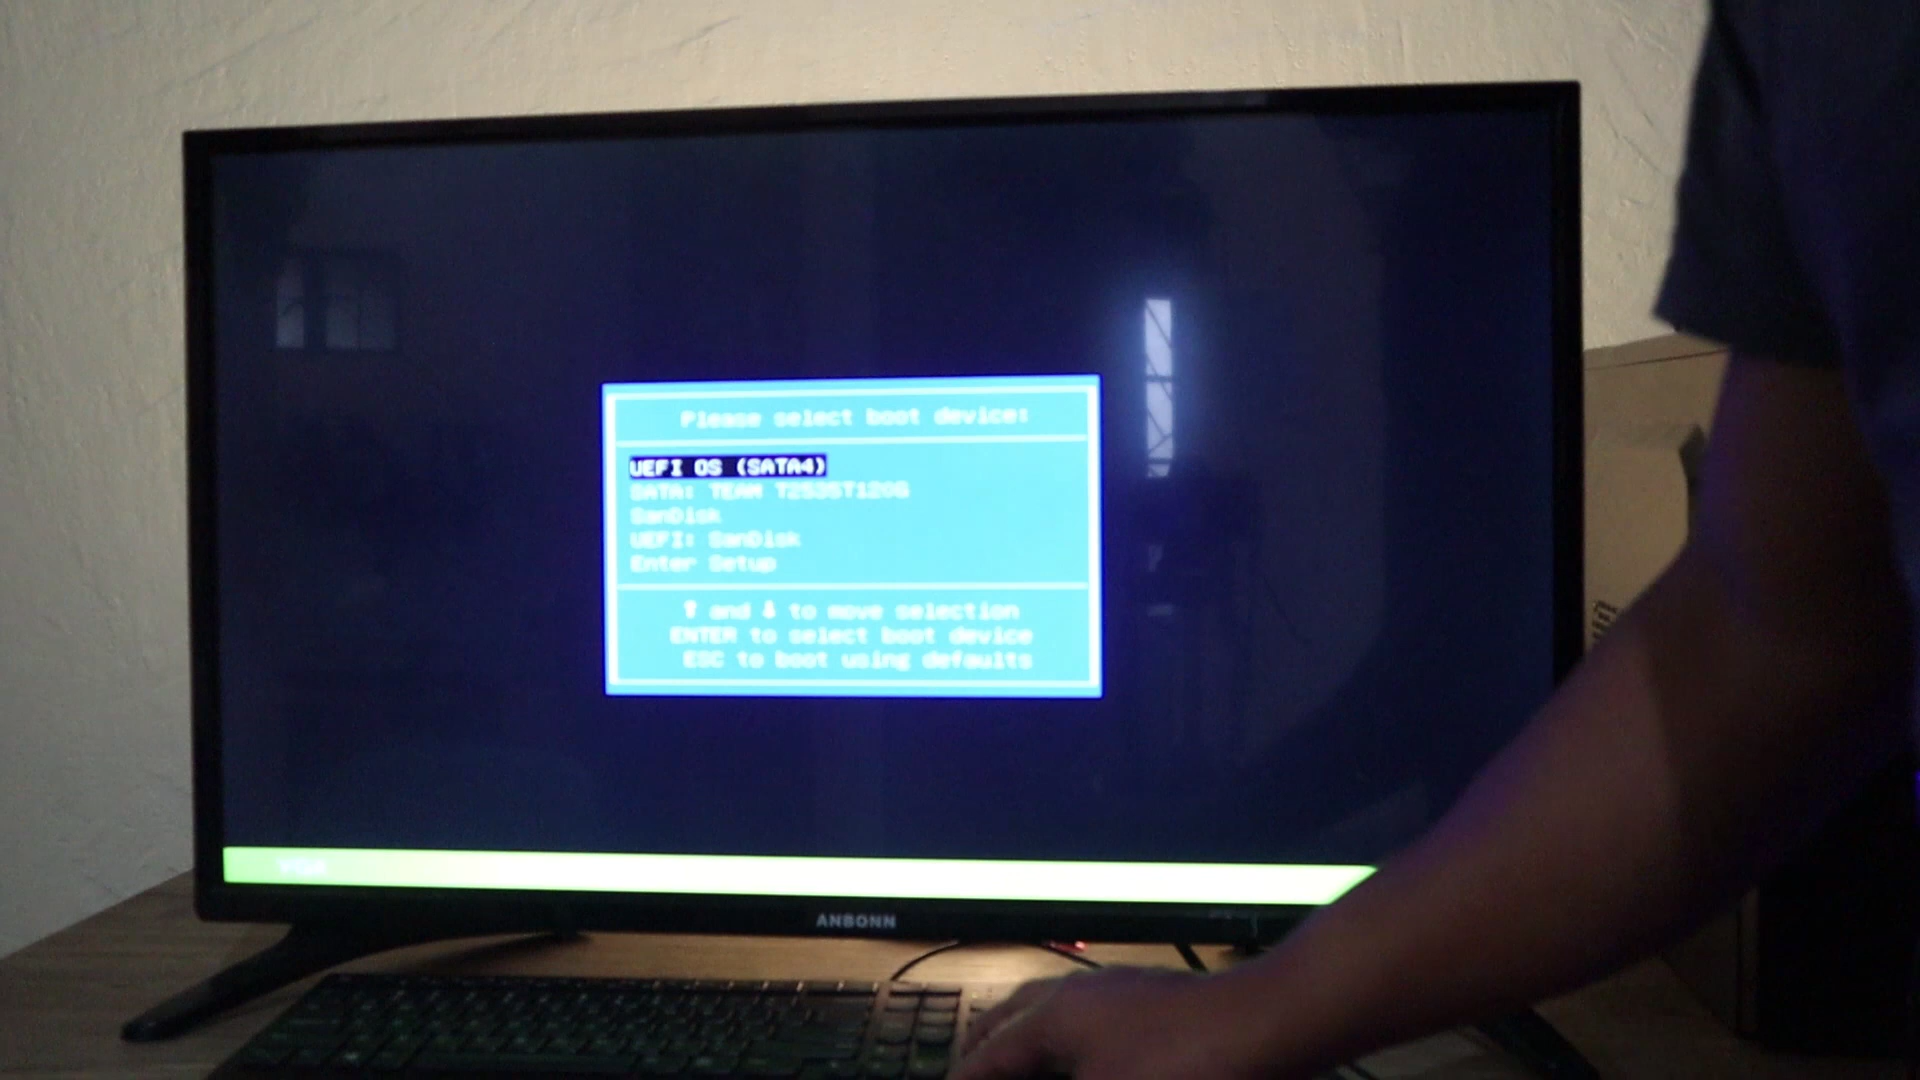 Please select boot device:
UEFI OS (SATA4)
SATA: TEAM T2535T120G
SanDisk
UEFI: SanDisk
Enter Setup
↑ and ↓ to move selection
ENTER to select boot device
ESC to boot using defaults
VGA
ANBONN